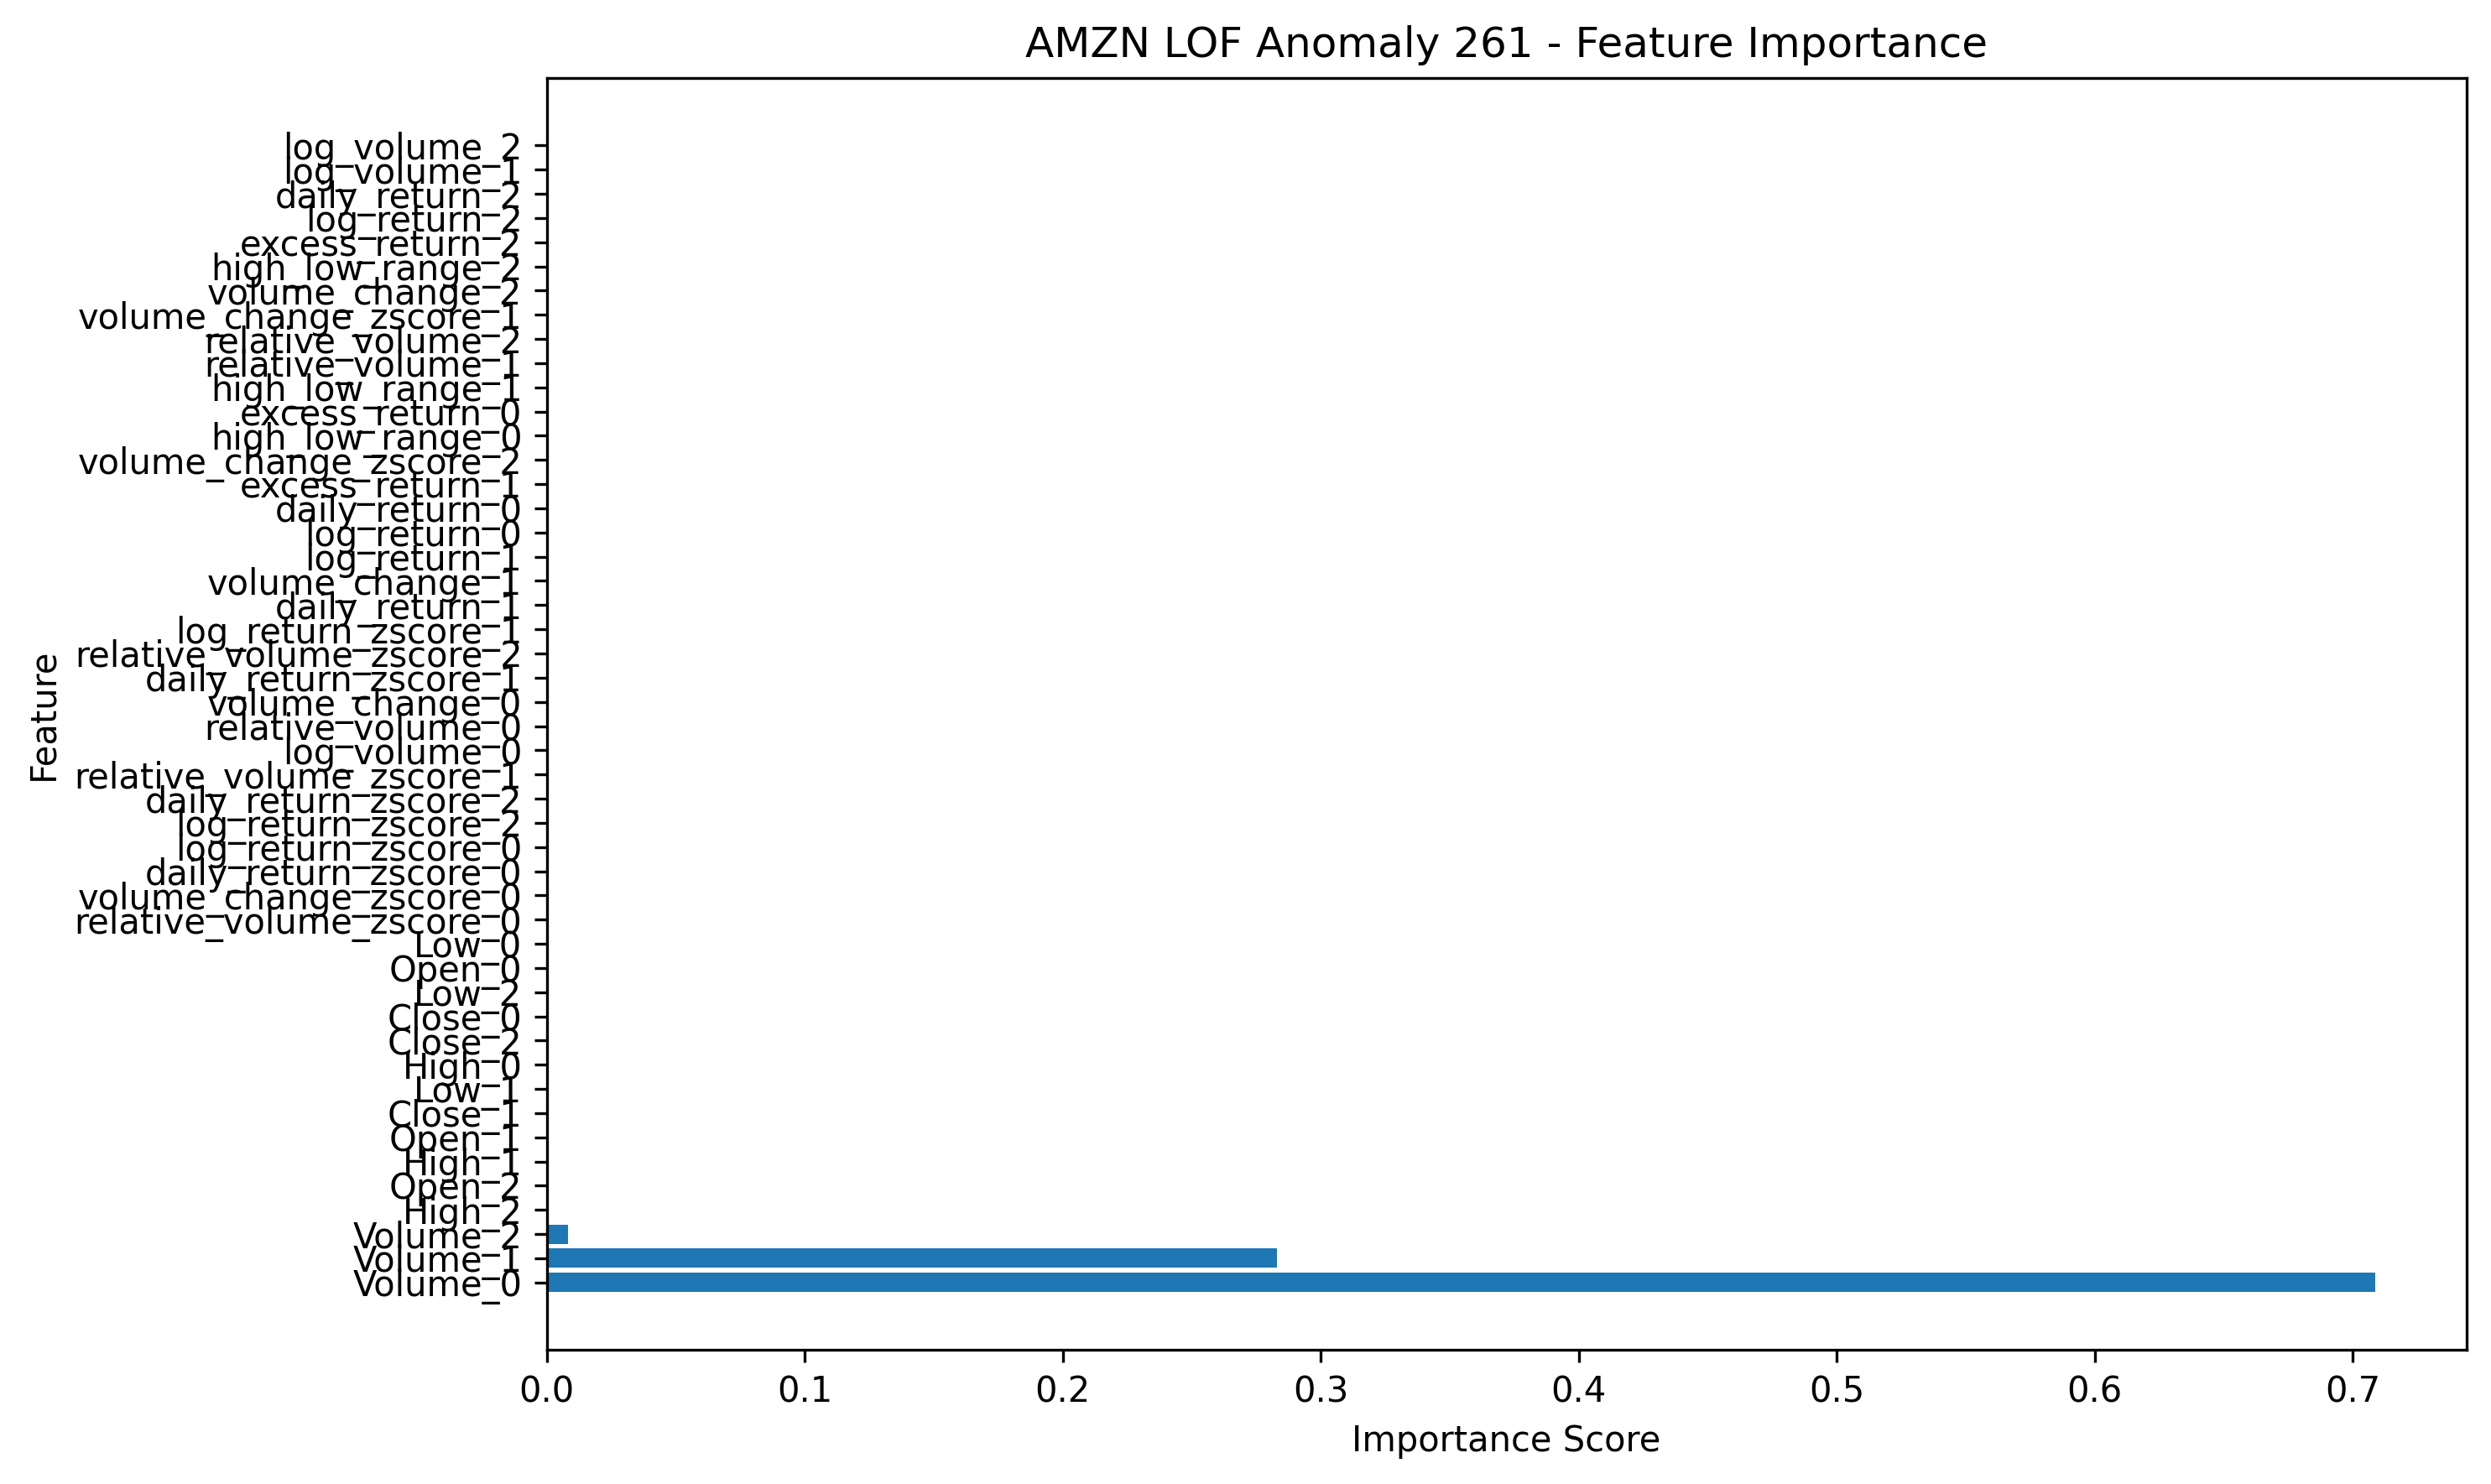 AMZN LOF Anomaly 261 - Feature Importance
log_volume_2
log_volume_1
daily_return_2
log_return_2
excess_return_2
high_low_range_2
volume_change_2
volume_change_zscore_1
relative_volume_2
relative_volume_1
high_low_range_1
excess_return_0
high_low_range_0
volume_change_zscore_2
excess_return_1
daily_return_0
log_return_0
log_return_1
volume_change_1
daily_return_1
log_return_zscore_1
relative_volume_zscore_2
daily_return_zscore_1
volume_change_0
relative_volume_0
log_volume_0
relative_volume_zscore_1
daily_return_zscore_2
log_return_zscore_2
log_return_zscore_0
daily_return_zscore_0
volume_change_zscore_0
relative_volume_zscore_0
Low_0
Open_0
Low_2
Close_0
Close_2
High_0
Low_1
Close_1
Open_1
High_1
Open_2
High_2
Volume_2
Volume_1
Volume_0
Feature
0.0 0.1 0.2 0.3 0.4 0.5 0.6 0.7
Importance Score